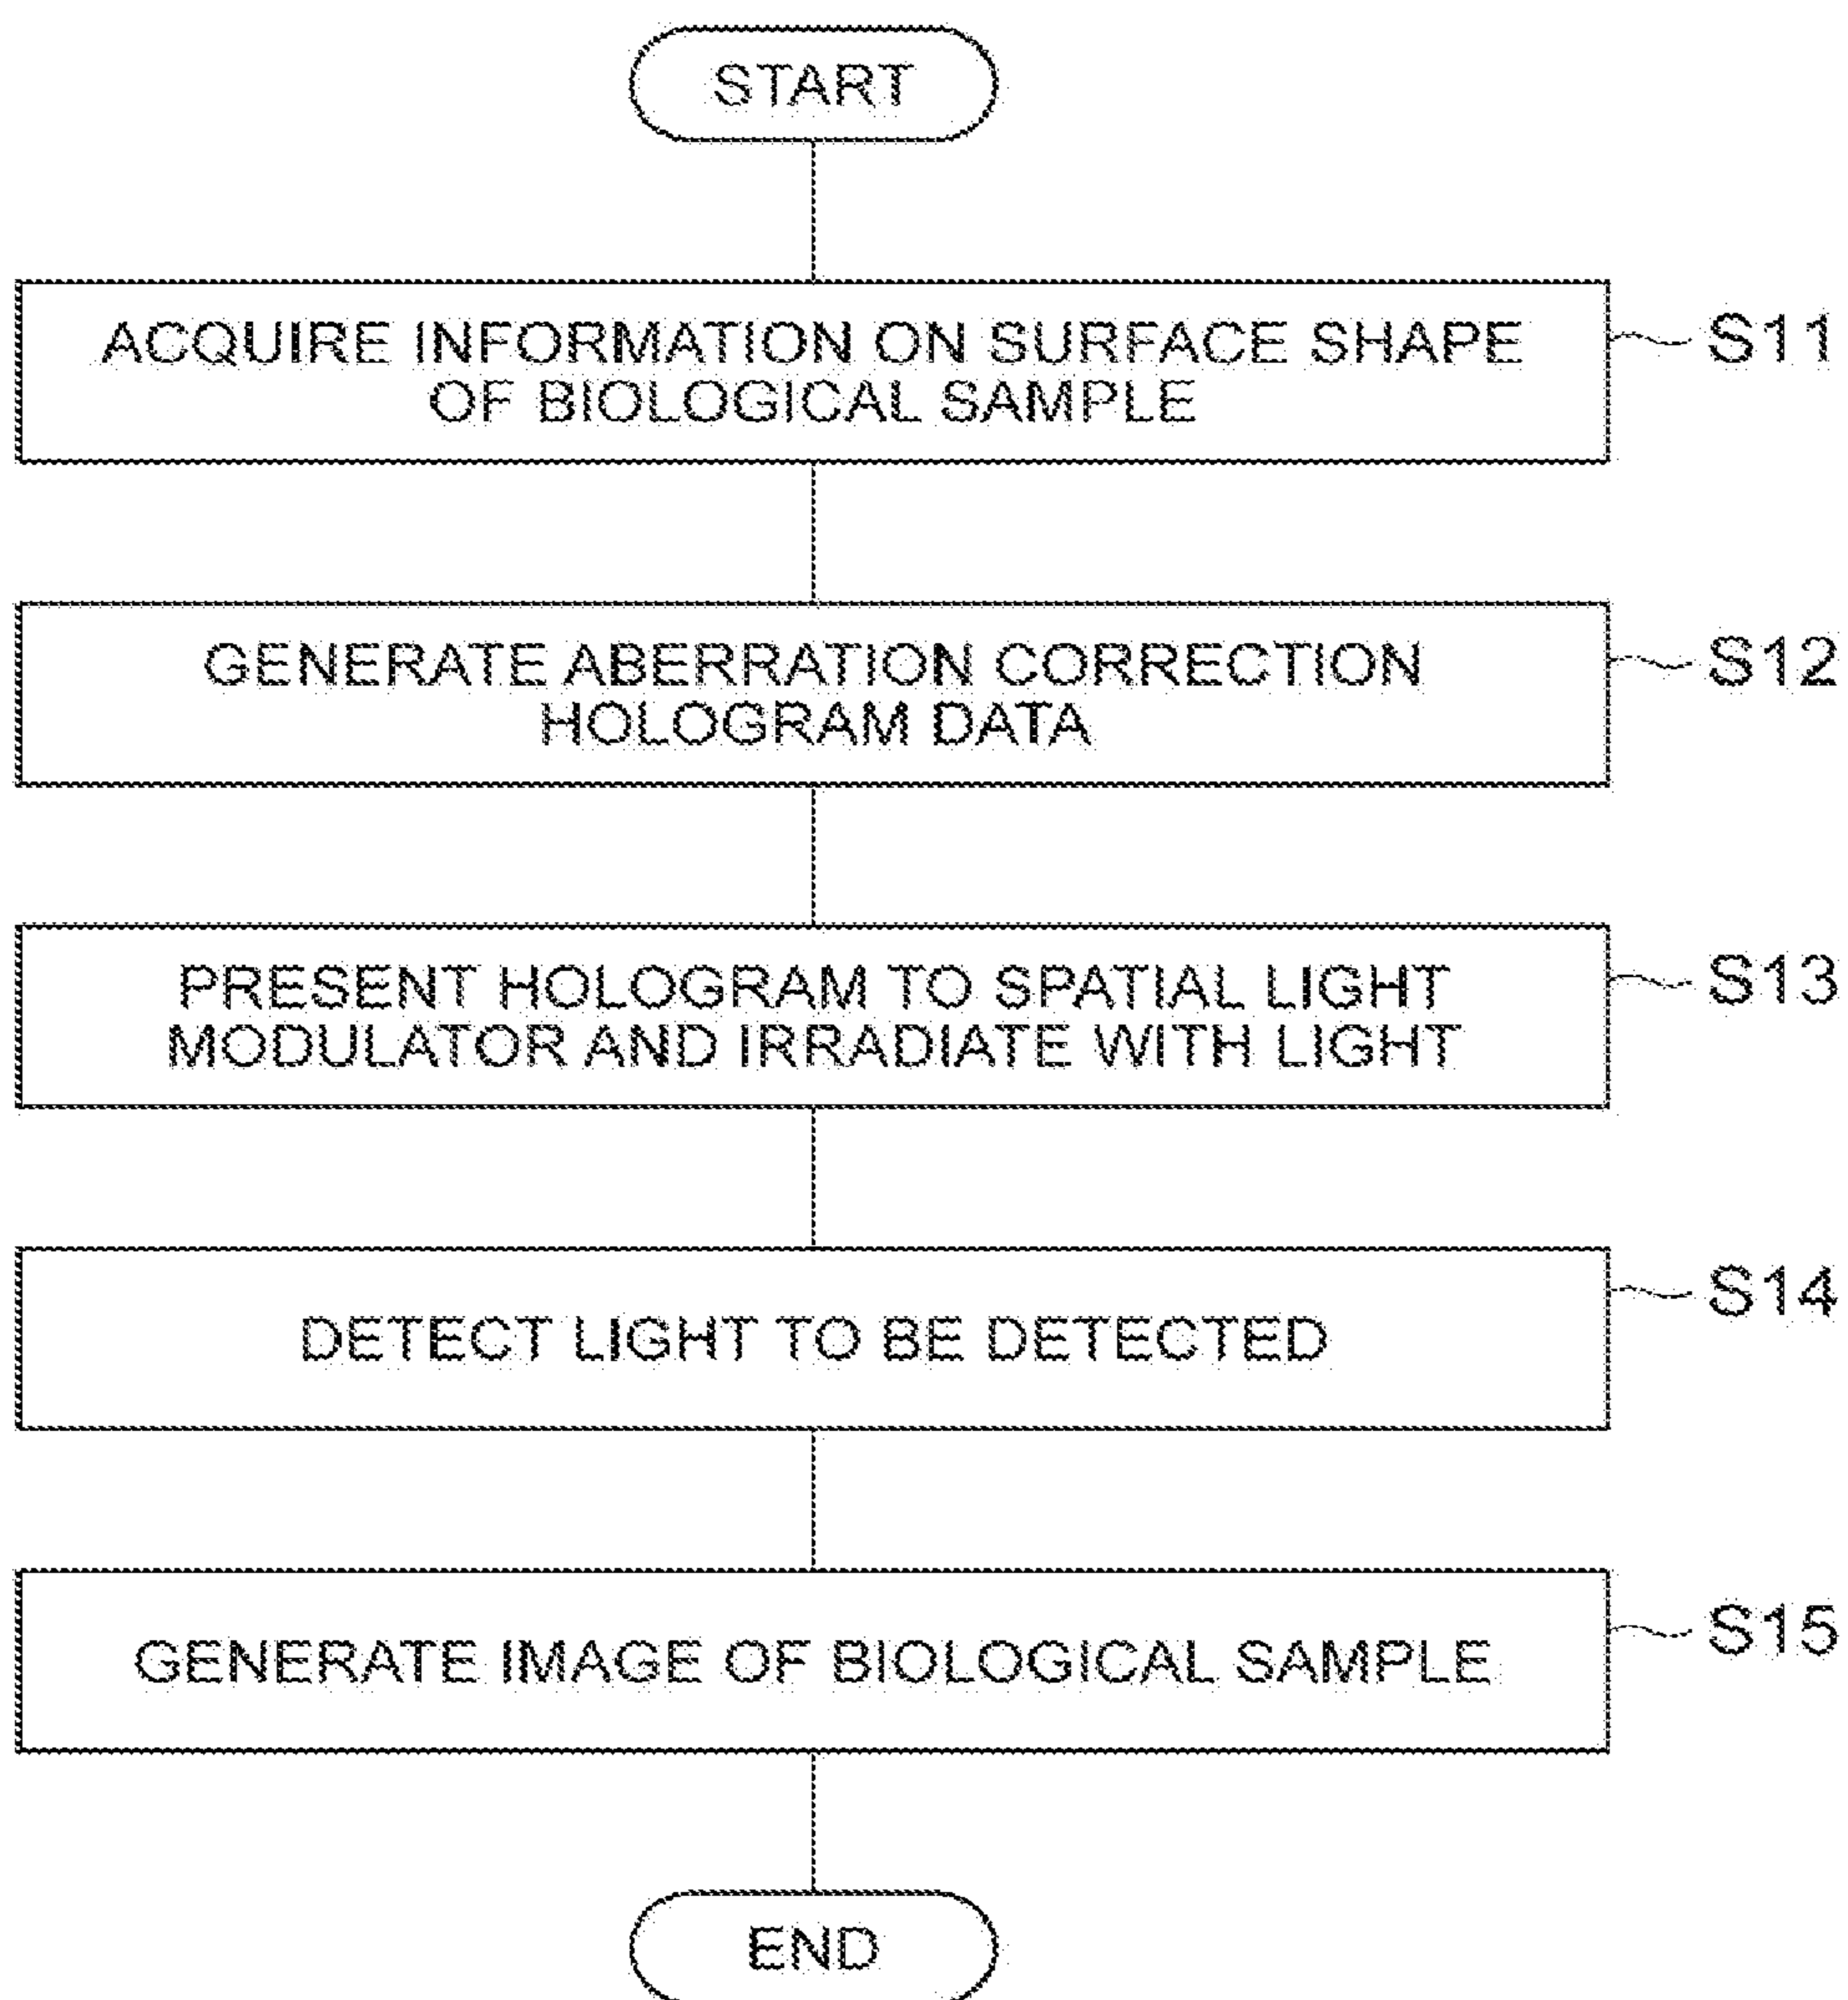 START
ACQUIRE INFORMATION ON SURFACE SHAPE
OF BIOLOGICAL SAMPLE
S11
GENERATE ABERRATION CORRECTION
HOLOGRAM DATA
S12
PRESENT HOLOGRAM TO SPATIAL LIGHT
MODULATOR AND IRRADIATE WITH LIGHT
S13
DETECT LIGHT TO BE DETECTED
S14
GENERATE IMAGE OF BIOLOGICAL SAMPLE
S15
END